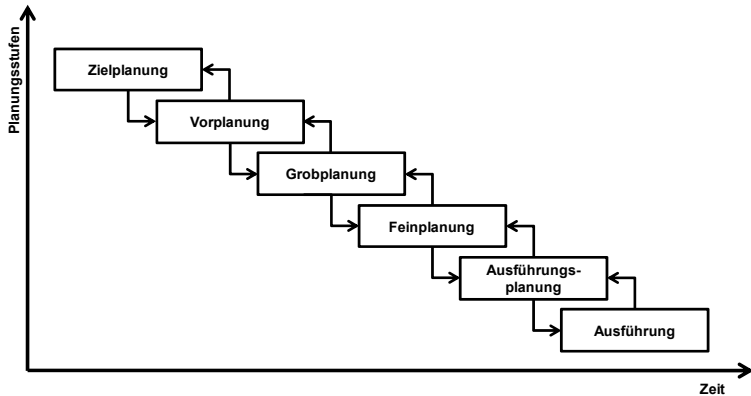 Planungsstufen
Zielplanung
Vorplanung
Grobplanung
Feinplanung
Ausführungs-
planung
Ausführung
Zeit